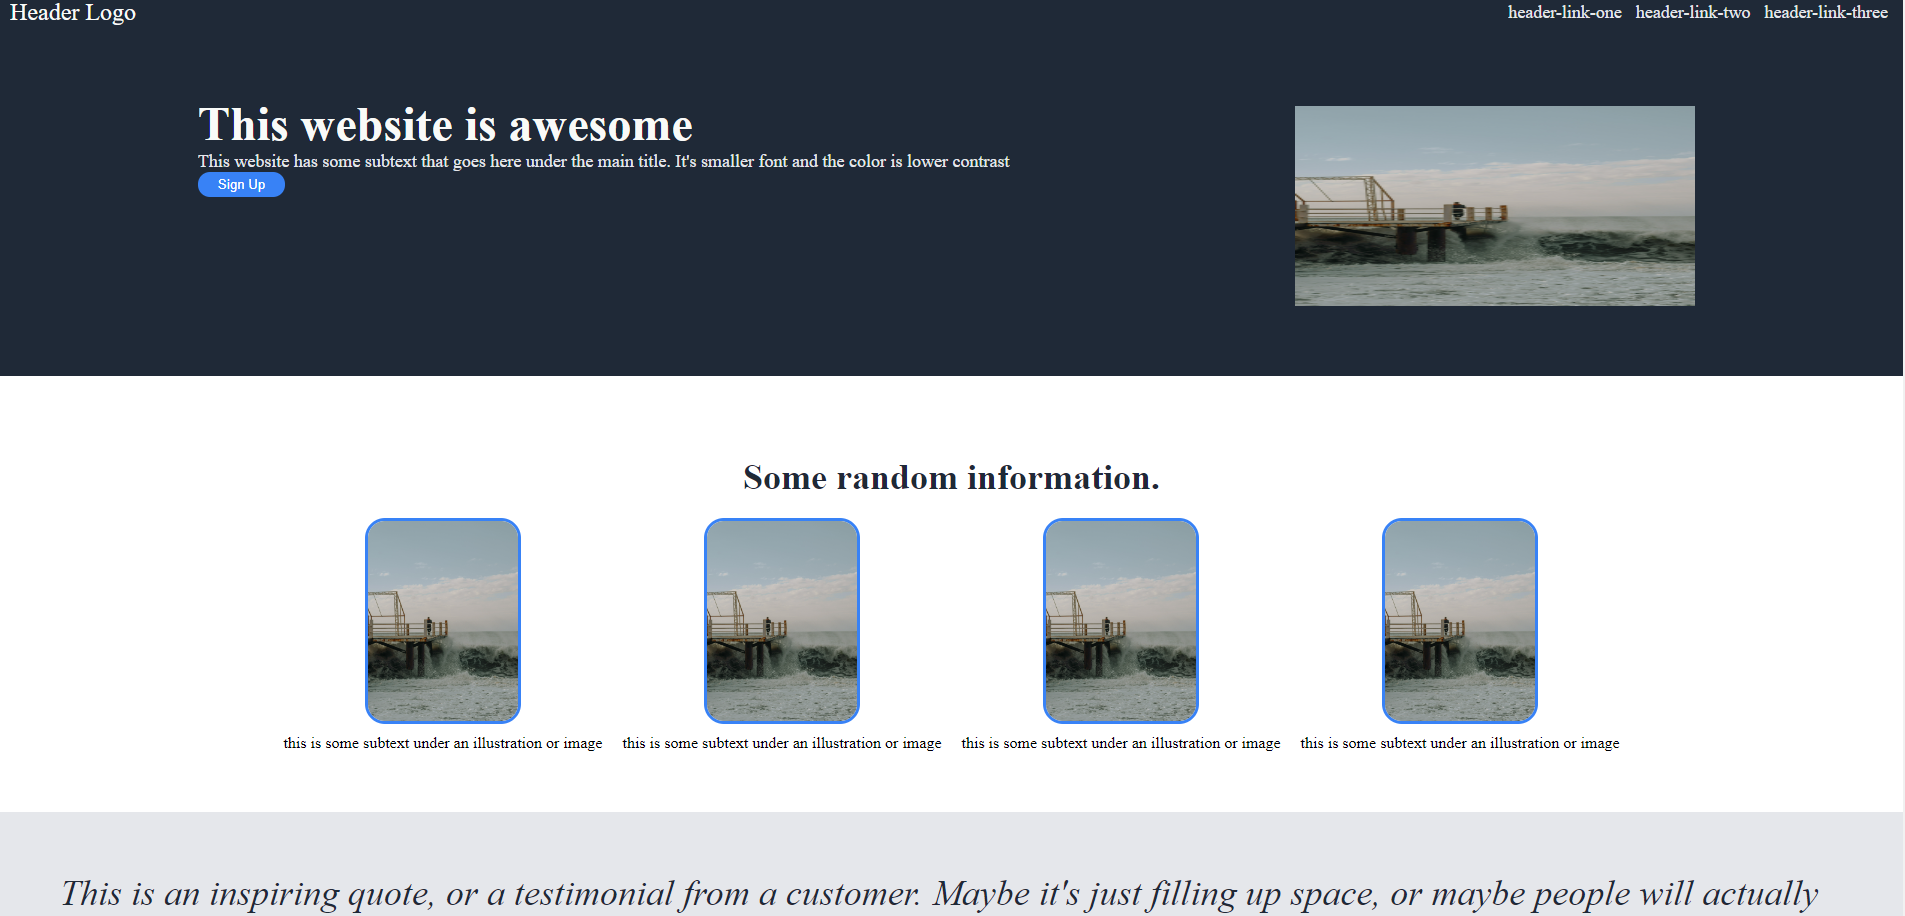 Header Logo
header-link-one header-link-two header-link-three
This website is awesome
This website has some subtext that goes here under the main title. It's smaller font and the color is lower contrast
Sign Up
Some random information.
this is some subtext under an illustration or image
this is some subtext under an illustration or image
this is some subtext under an illustration or image
this is some subtext under an illustration or image
This is an inspiring quote, or a testimonial from a customer. Maybe it's just filling up space, or maybe people will actually